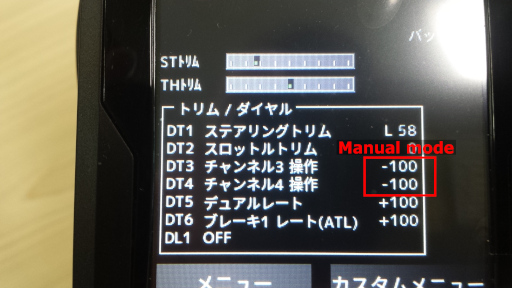 バッ
STﾄﾘﾑ
THﾄﾘﾑ
トリム / ダイヤル
DT1 ステアリングトリム L 58
DT2 スロットルトリム
Manual mode
DT3 チャンネル3 操作 -100
DT4 チャンネル4 操作 -100
DT5 デュアルレート +100
DT6 ブレーキ1 レート(ATL) +100
DL1 OFF
メニュー カスタムメニュー